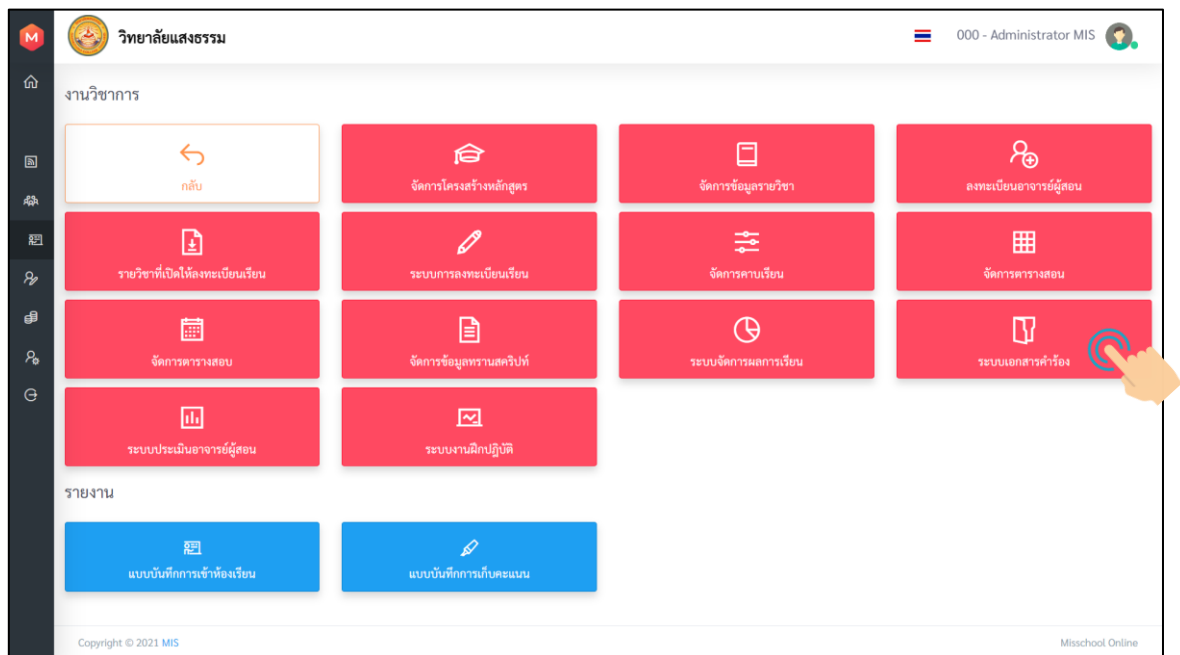 M
วิทยาลัยแสงธรรม
000 - Administrator MIS
งานวิชาการ
กลับ
จัดการโครงสร้างหลักสูตร
จัดการข้อมูลรายวิชา
ลงทะเบียนอาจารย์ผู้สอน
รายวิชาที่เปิดให้ลงทะเบียนเรียน
ระบบการลงทะเบียนเรียน
จัดการคาบเรียน
จัดการตารางสอน
จัดการตารางสอบ
จัดการข้อมูลทรานสคริปท์
ระบบจัดการผลการเรียน
ระบบเอกสารคำร้อง
ระบบประเมินอาจารย์ผู้สอน
ระบบงานฝึกปฏิบัติ
รายงาน
แบบบันทึกการเข้าห้องเรียน
แบบบันทึกการเก็บคะแนน
Copyright © 2021 MIS
Misschool Online